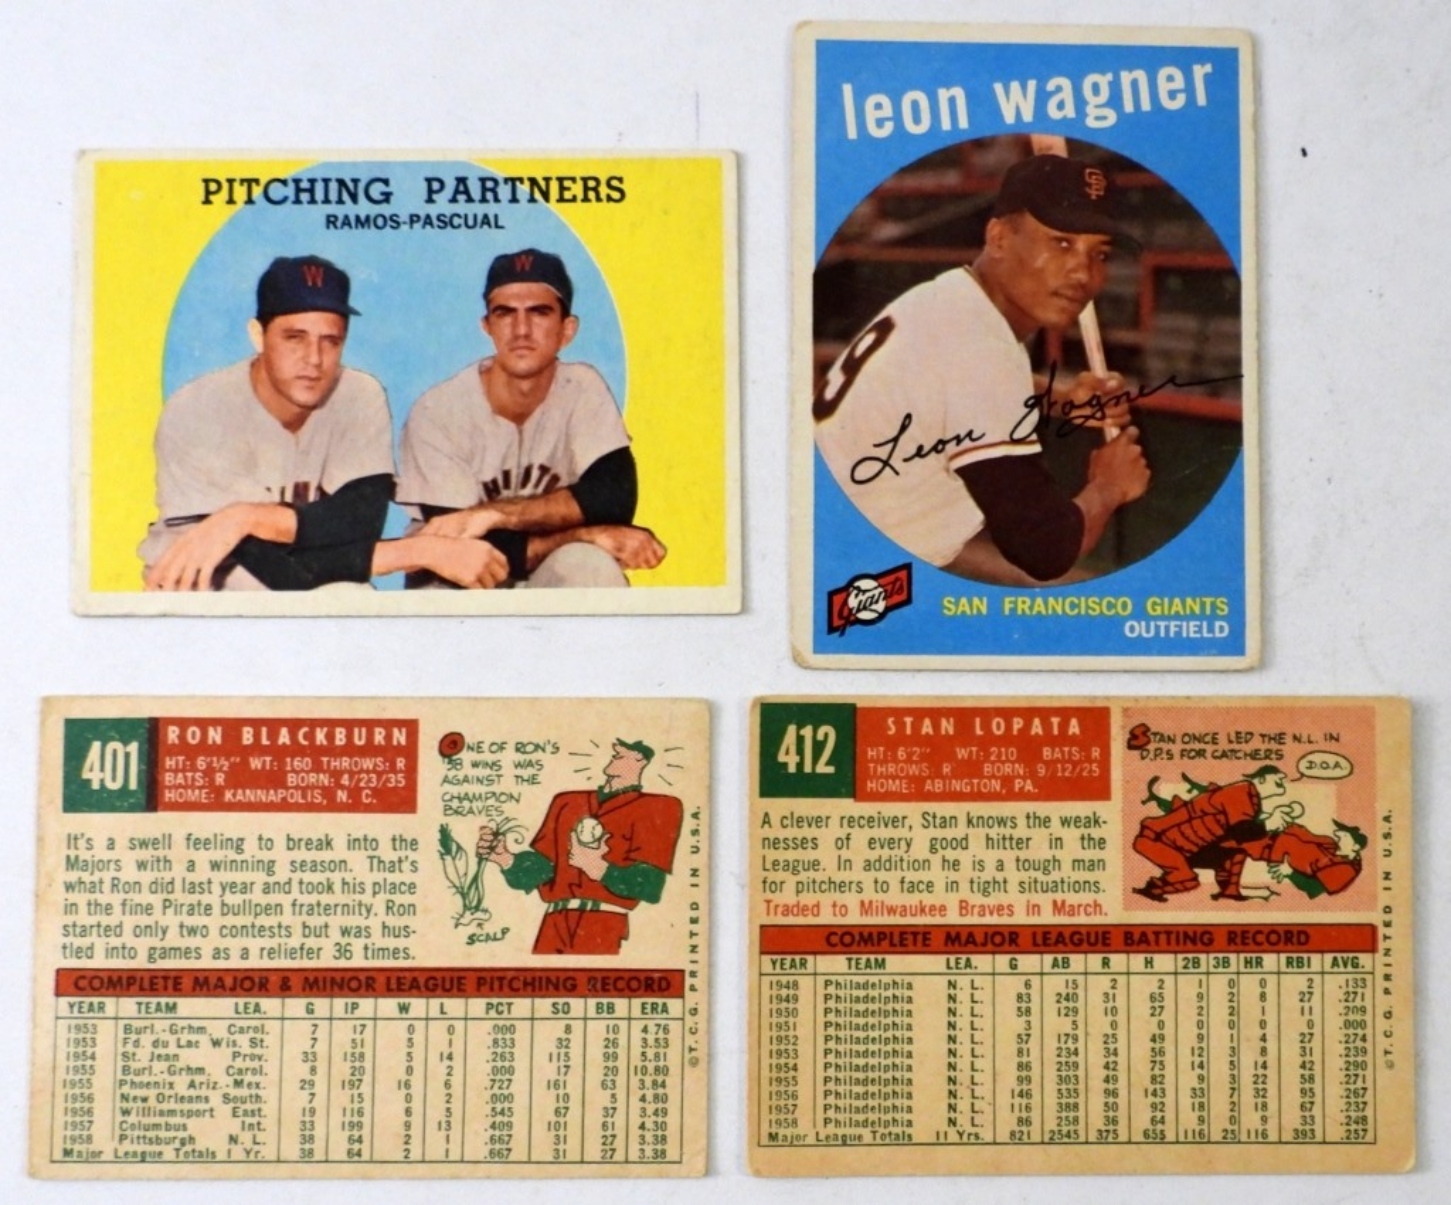 PITCHING PARTNERS
RAMOS-PASCUAL
W
W
leon wagner
SF
9
Leon Wagner
Giants
SAN FRANCISCO GIANTS
OUTFIELD
401
RON BLACKBURN
HT: 6'½" WT: 160 THROWS: R
BATS: R BORN: 4/23/35
HOME: KANNAPOLIS, N. C.
ONE OF RON'S
'58 WINS WAS
AGAINST THE
CHAMPION
BRAVES
SCALP
It's a swell feeling to break into the
Majors with a winning season. That's
what Ron did last year and took his place
in the fine Pirate bullpen fraternity. Ron
started only two contests but was hus-
tled into games as a reliefer 36 times.
COMPLETE MAJOR & MINOR LEAGUE PITCHING RECORD
YEAR TEAM LEA. G IP W L PCT SO BB ERA
1953 Burl.-Grhm. Carol. 7 17 0 0 .000 8 10 4.76
1953 Fd. du Lac Wis. St. 7 51 5 1 .833 32 26 3.53
1954 St. Jean Prov. 33 158 5 14 .263 115 99 5.81
1955 Burl.-Grhm. Carol. 8 20 0 2 .000 17 20 10.80
1955 Phoenix Ariz.-Mex. 29 197 16 6 .727 161 63 3.84
1956 New Orleans South. 7 15 0 2 .000 10 5 4.80
1956 Williamsport East. 19 116 6 5 .545 67 37 3.49
1957 Columbus Int. 33 199 9 13 .409 101 61 4.30
1958 Pittsburgh N. L. 38 64 2 1 .667 31 27 3.38
Major League Totals 1 Yr. 38 64 2 1 .667 31 27 3.38
©T. C. G. PRINTED IN U.S.A.
412
STAN LOPATA
HT: 6'2" WT: 210 BATS: R
THROWS: R BORN: 9/12/25
HOME: ABINGTON, PA.
STAN ONCE LED THE N.L. IN
D.P.S FOR CATCHERS
D.O.A.
A clever receiver, Stan knows the weak-
nesses of every good hitter in the
League. In addition he is a tough man
for pitchers to face in tight situations.
Traded to Milwaukee Braves in March.
COMPLETE MAJOR LEAGUE BATTING RECORD
YEAR TEAM LEA. G AB R H 2B 3B HR RBI AVG.
1948 Philadelphia N. L. 6 15 2 2 1 0 0 2 .133
1949 Philadelphia N. L. 83 240 31 65 9 2 8 27 .271
1950 Philadelphia N. L. 58 129 10 27 2 2 1 11 .209
1951 Philadelphia N. L. 3 5 0 0 0 0 0 0 .000
1952 Philadelphia N. L. 57 179 25 49 9 1 4 27 .274
1953 Philadelphia N. L. 81 234 34 56 12 3 8 31 .239
1954 Philadelphia N. L. 86 259 42 75 14 5 14 42 .290
1955 Philadelphia N. L. 99 303 49 82 9 3 22 58 .271
1956 Philadelphia N. L. 146 535 96 143 33 7 32 95 .267
1957 Philadelphia N. L. 116 388 50 92 18 2 18 67 .237
1958 Philadelphia N. L. 86 258 36 64 9 0 9 33 .248
Major League Totals 11 Yrs. 821 2545 375 655 116 25 116 393 .257
©T. C. G. PRINTED IN U.S.A.